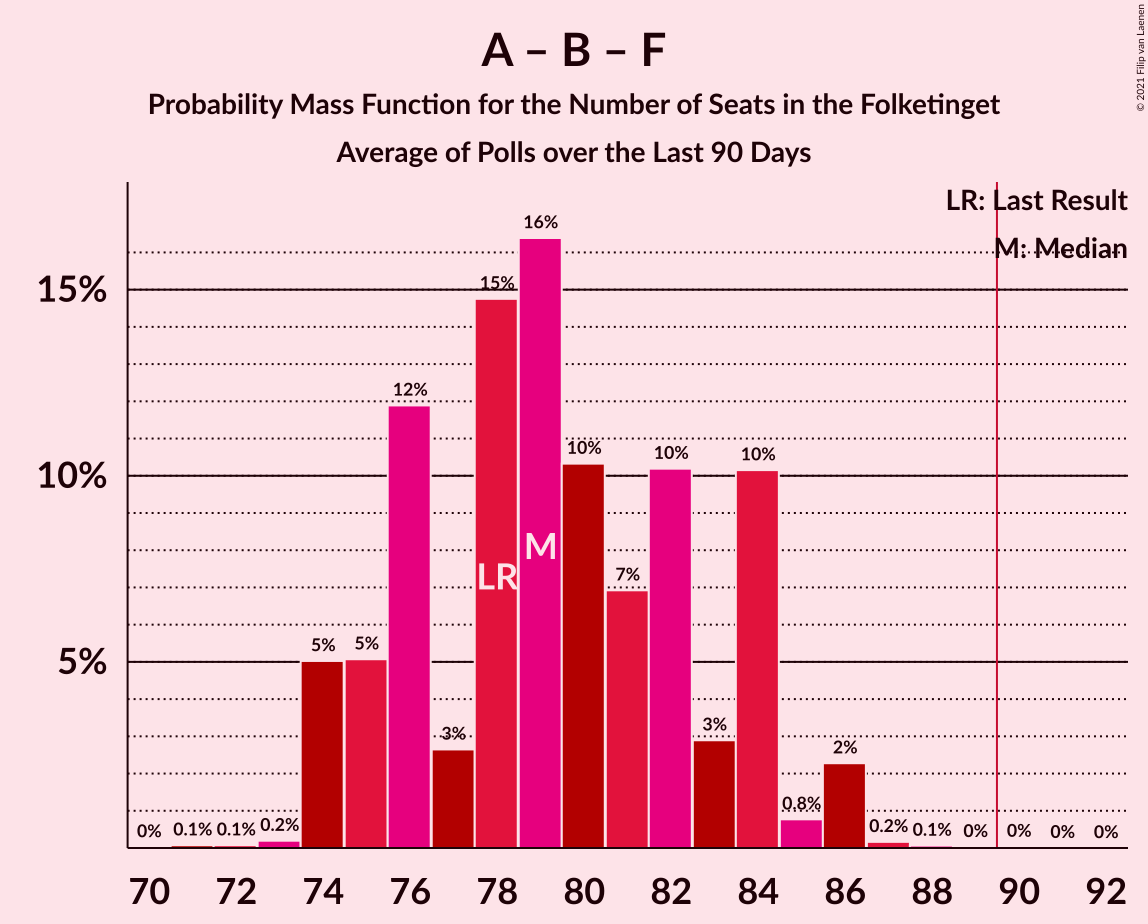 A – B – F
Probability Mass Function for the Number of Seats in the Folketinget
Average of Polls over the Last 90 Days
© 2021 Filip van Laenen
LR: Last Result
M: Median
15%
10%
5%
0%
0.1%
0.1%
0.2%
5%
5%
12%
3%
15%
16%
10%
7%
10%
3%
10%
0.8%
2%
0.2%
0.1%
0%
0%
0%
0%
LR
M
70 72 74 76 78 80 82 84 86 88 90 92